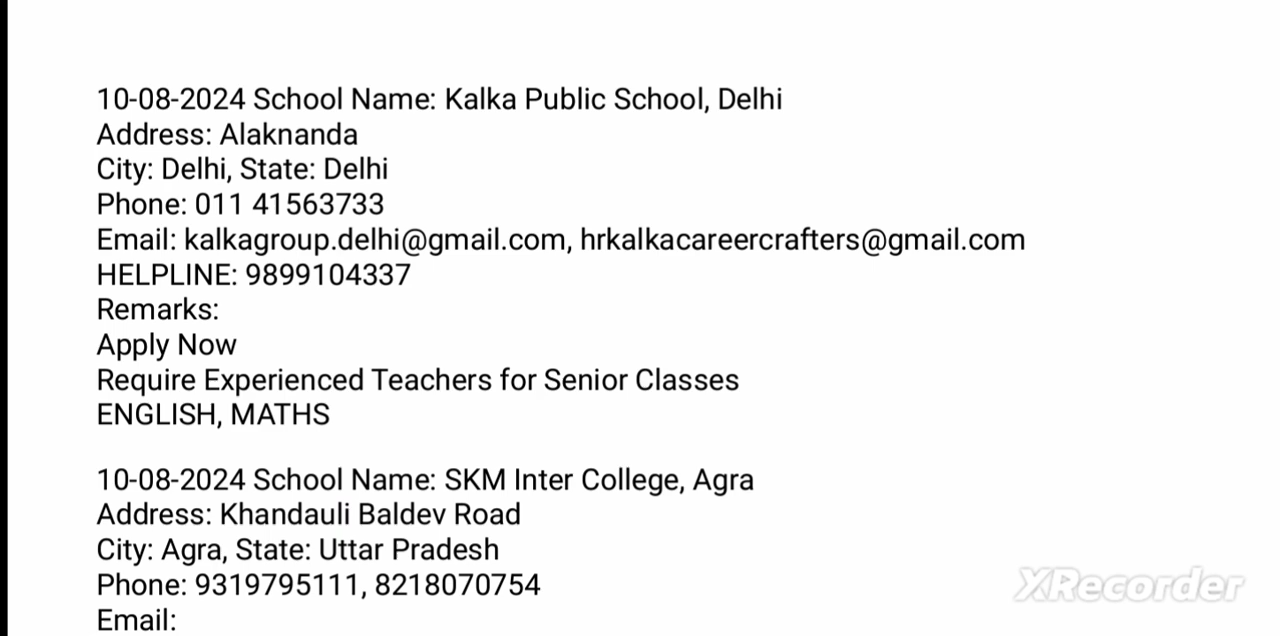 10-08-2024 School Name: Kalka Public School, Delhi
Address: Alaknanda
City: Delhi, State: Delhi
Phone: 011 41563733
Email: kalkagroup.delhi@gmail.com, hrkalkacareercrafters@gmail.com
HELPLINE: 9899104337
Remarks:
Apply Now
Require Experienced Teachers for Senior Classes
ENGLISH, MATHS
10-08-2024 School Name: SKM Inter College, Agra
Address: Khandauli Baldev Road
City: Agra, State: Uttar Pradesh
Phone: 9319795111, 8218070754
Email:
XRecorder